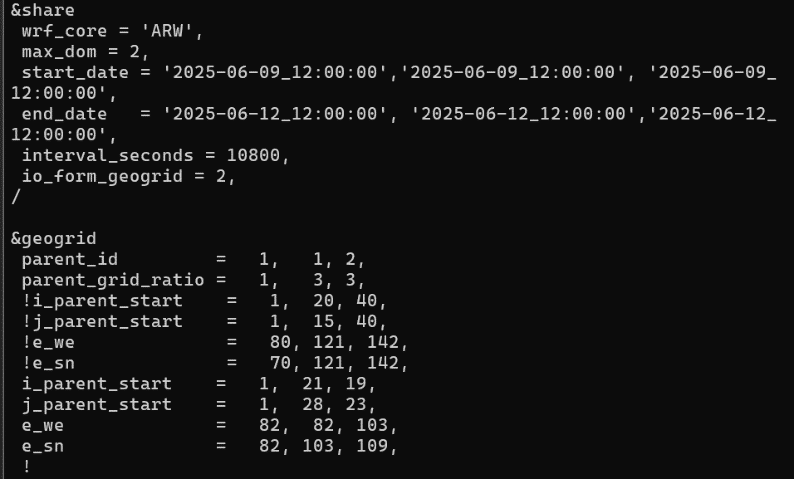 &share
 wrf_core = 'ARW',
 max_dom = 2,
 start_date = '2025-06-09_12:00:00','2025-06-09_12:00:00', '2025-06-09_
12:00:00',
 end_date   = '2025-06-12_12:00:00', '2025-06-12_12:00:00','2025-06-12_
12:00:00',
 interval_seconds = 10800,
 io_form_geogrid = 2,
/

&geogrid
 parent_id         =   1,   1, 2,
 parent_grid_ratio =   1,   3, 3,
 !i_parent_start    =   1,  20, 40,
 !j_parent_start    =   1,  15, 40,
 !e_we              =   80, 121, 142,
 !e_sn              =   70, 121, 142,
 i_parent_start    =   1,  21, 19,
 j_parent_start    =   1,  28, 23,
 e_we              =   82,  82, 103,
 e_sn              =   82, 103, 109,
 !